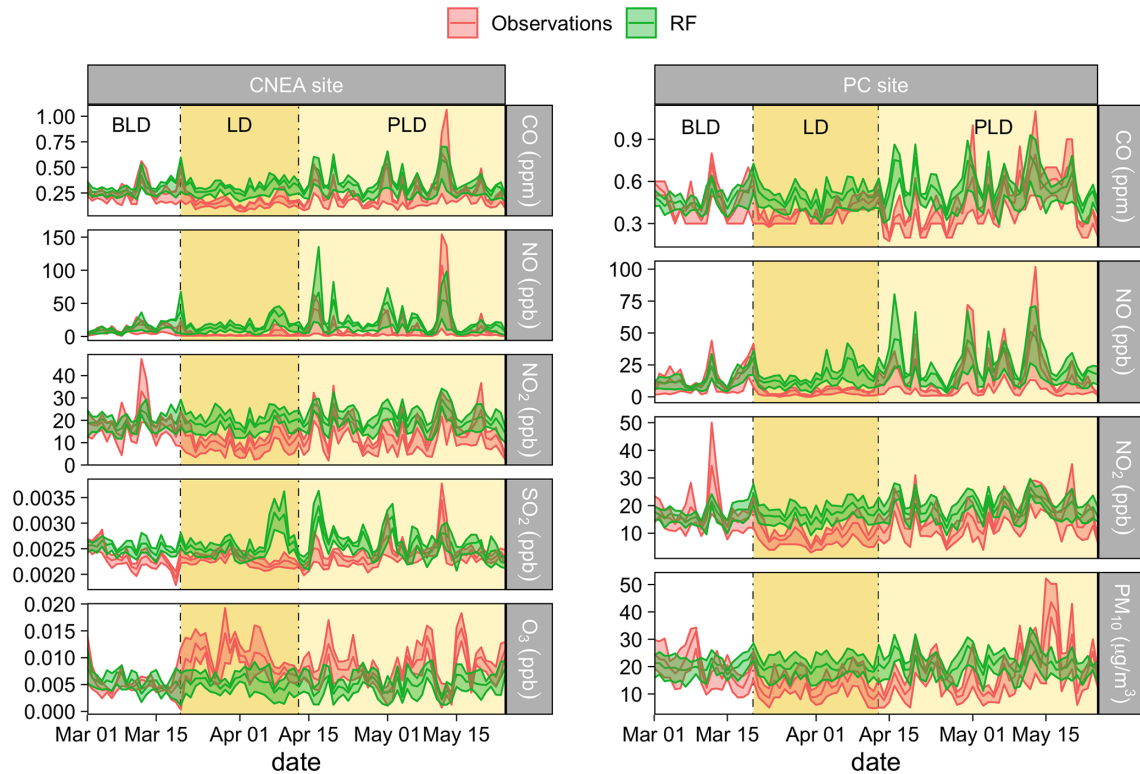 Observations RF
CNEA site
BLD LD PLD
1.00
0.75
0.50
0.25
CO (ppm)
150
100
50
0
NO (ppb)
40
30
20
10
0
NO₂ (ppb)
0.0035
0.0030
0.0025
0.0020
SO₂ (ppb)
0.020
0.015
0.010
0.005
0.000
O₃ (ppb)
Mar 01 Mar 15 Apr 01 Apr 15 May 01 May 15
date
PC site
BLD LD PLD
0.9
0.6
0.3
CO (ppm)
100
75
50
25
0
NO (ppb)
50
40
30
20
10
NO₂ (ppb)
50
40
30
20
10
PM₁₀ (μg/m³)
Mar 01 Mar 15 Apr 01 Apr 15 May 01 May 15
date